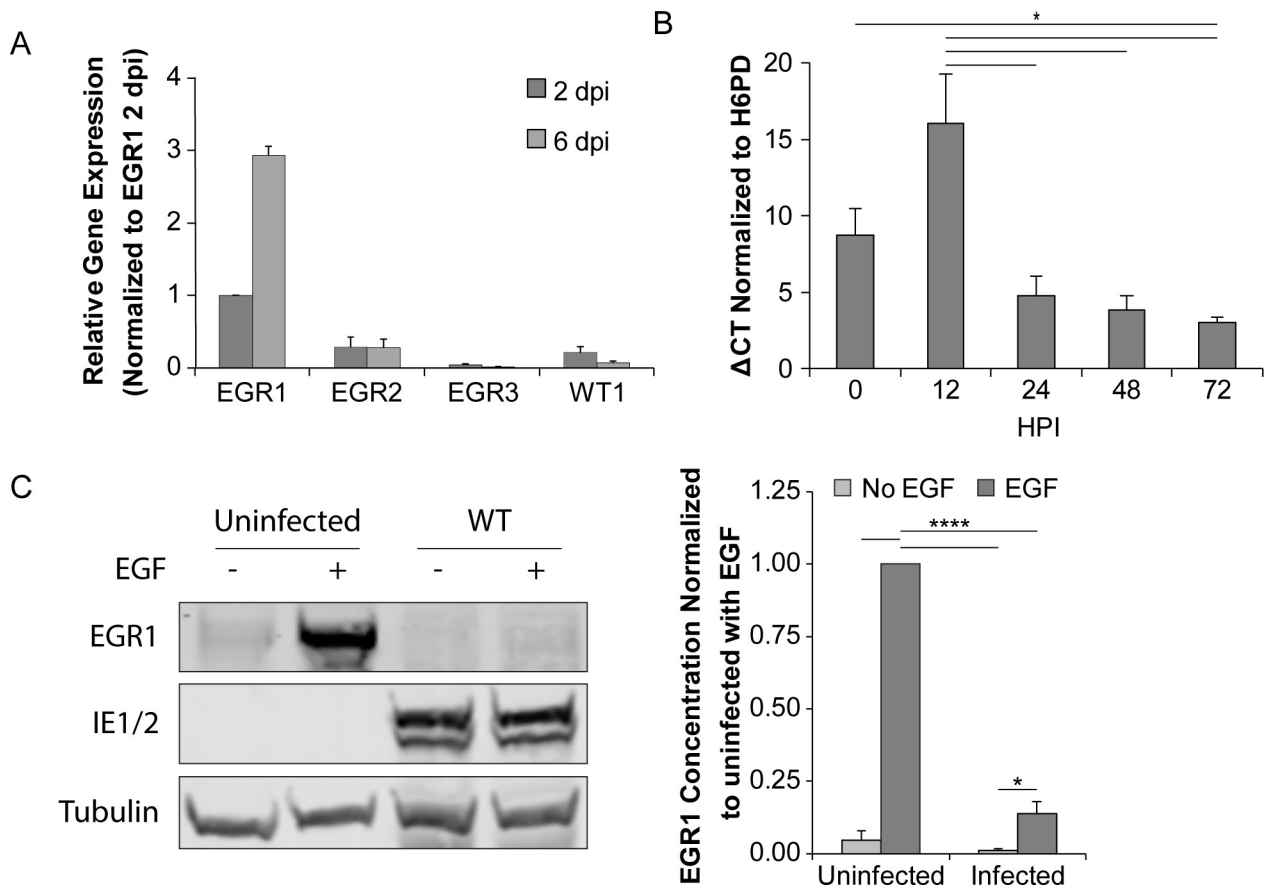 A
Relative Gene Expression
(Normalized to EGR1 2 dpi)
4
3
2
1
0
2 dpi
6 dpi
EGR1 EGR2 EGR3 WT1
B
ΔCT Normalized to H6PD
*
20
15
10
5
0
0 12 24 48 72
HPI
C
Uninfected WT
EGF - + - +
EGR1
IE1/2
Tubulin
EGR1 Concentration Normalized
to uninfected with EGF
No EGF EGF
1.25
1.00
0.75
0.50
0.25
0.00
****
*
Uninfected Infected